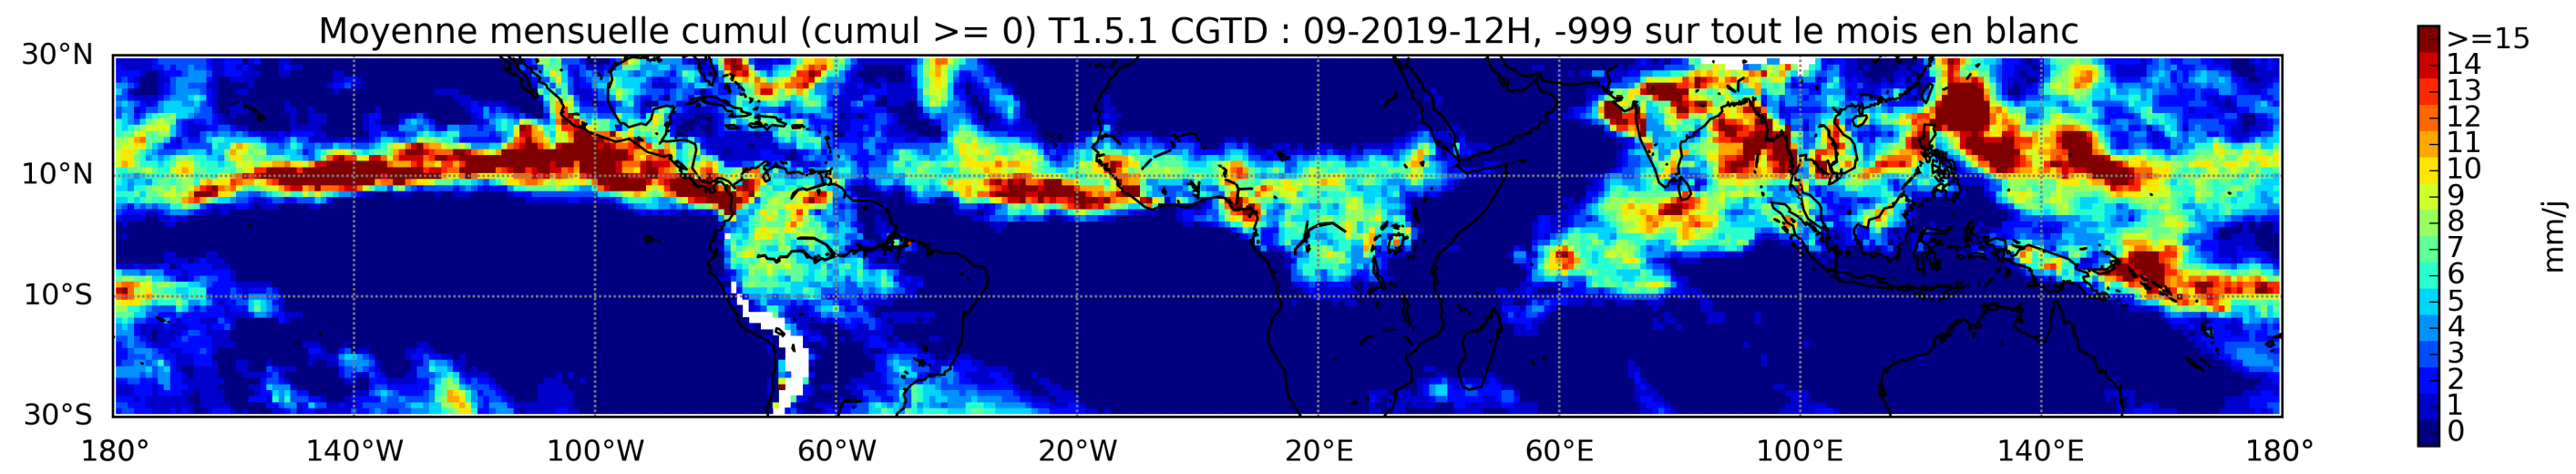 Moyenne mensuelle cumul (cumul >= 0) T1.5.1 CGTD : 09-2019-12H, -999 sur tout le mois en blanc
30°N
10°N
10°S
30°S
180° 140°W 100°W 60°W 20°W 20°E 60°E 100°E 140°E 180°
>=15
14
13
12
11
10
9
8
7
6
5
4
3
2
1
0
mm/j